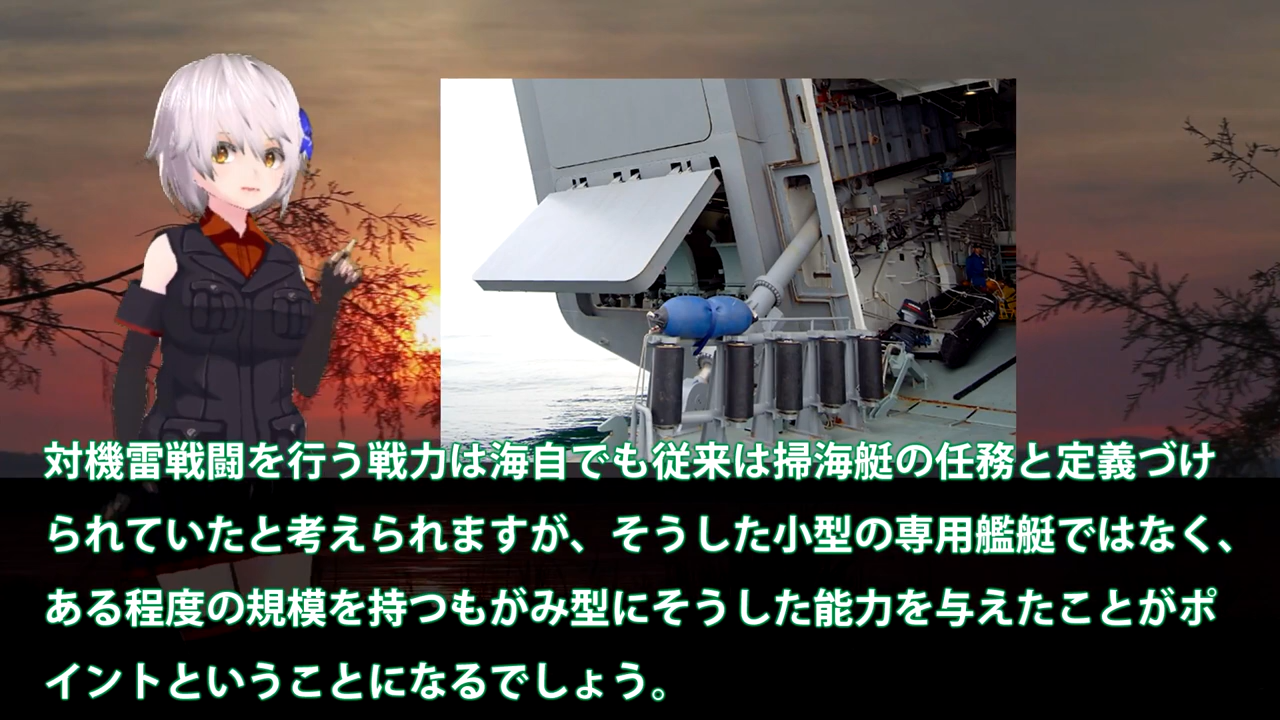 対機雷戦闘を行う戦力は海自でも従来は掃海艇の任務と定義づけ
られていたと考えられますが、そうした小型の専用艦艇ではなく、
ある程度の規模を持つもがみ型にそうした能力を与えたことがポ
イントということになるでしょう。